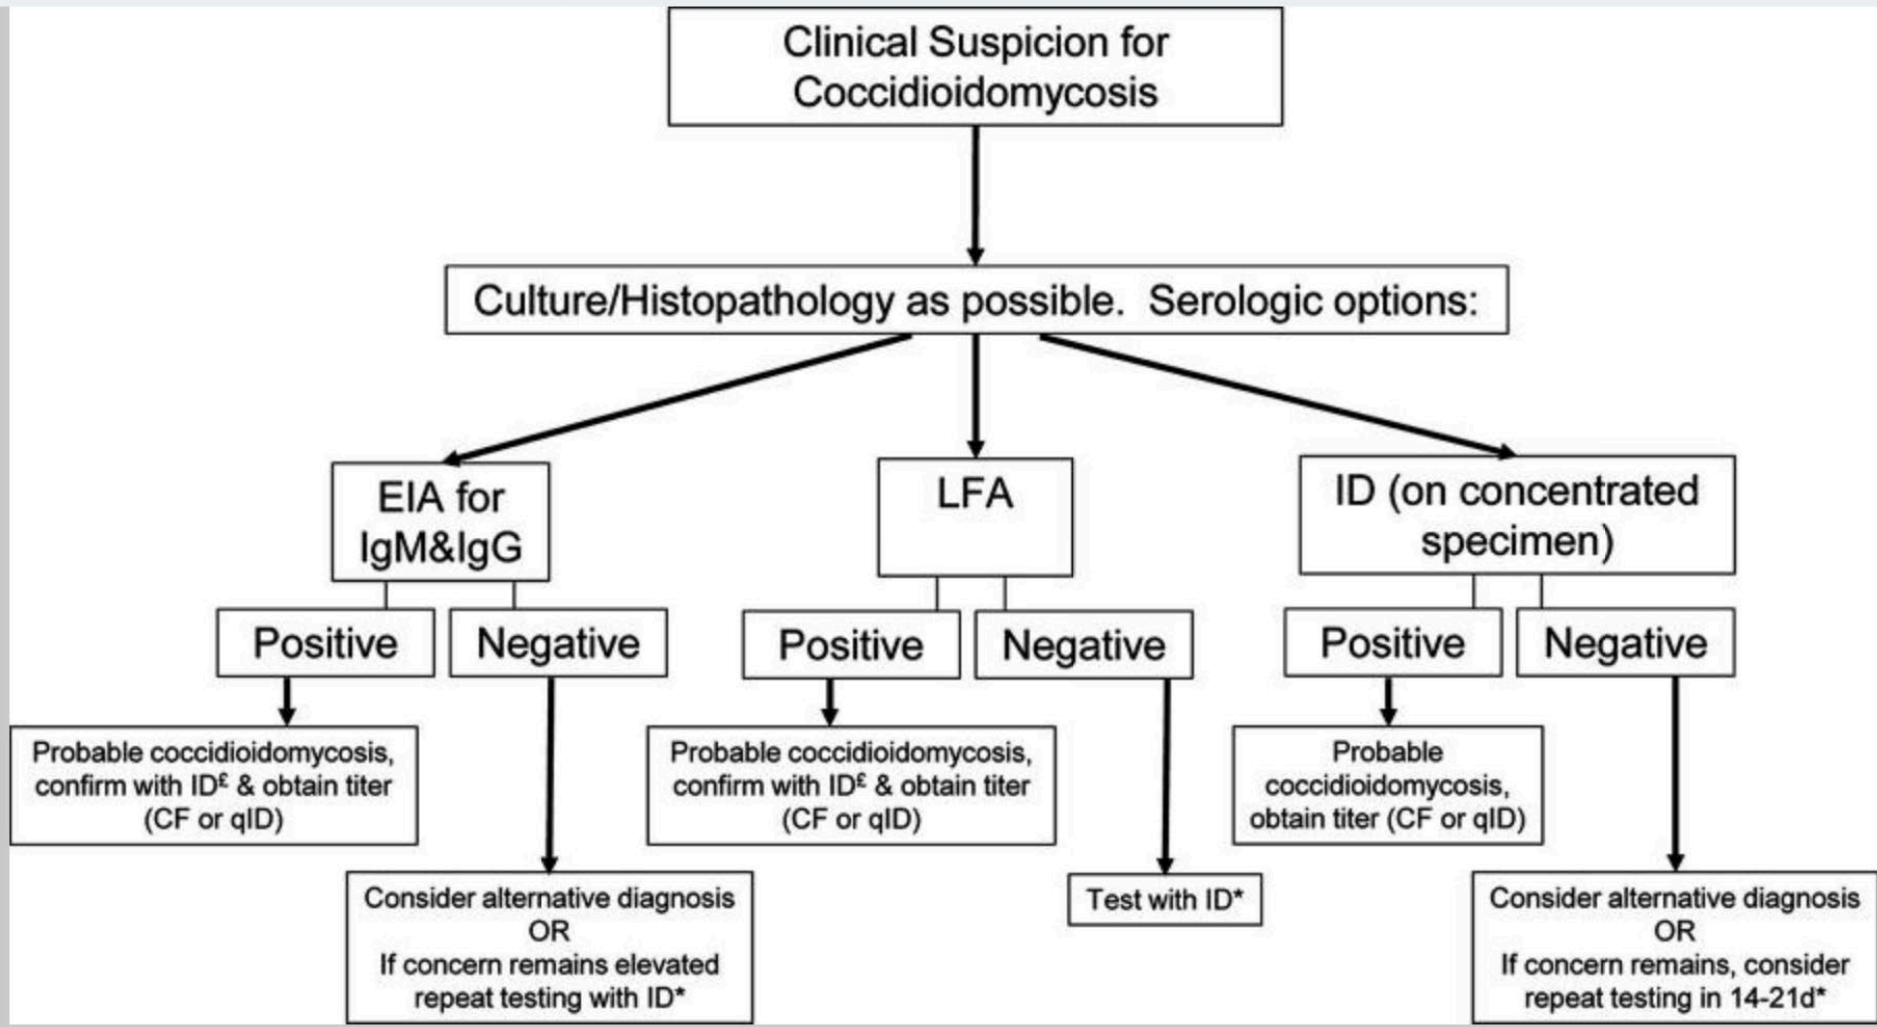 Clinical Suspicion for
Coccidioidomycosis
Culture/Histopathology as possible.  Serologic options:
EIA for
IgM&IgG
LFA
ID (on concentrated
specimen)
Positive
Negative
Positive
Negative
Positive
Negative
Probable coccidioidomycosis,
confirm with ID£ & obtain titer
(CF or qID)
Probable coccidioidomycosis,
confirm with ID£ & obtain titer
(CF or qID)
Probable
coccidioidomycosis,
obtain titer (CF or qID)
Consider alternative diagnosis
OR
If concern remains elevated
repeat testing with ID*
Test with ID*
Consider alternative diagnosis
OR
If concern remains, consider
repeat testing in 14-21d*